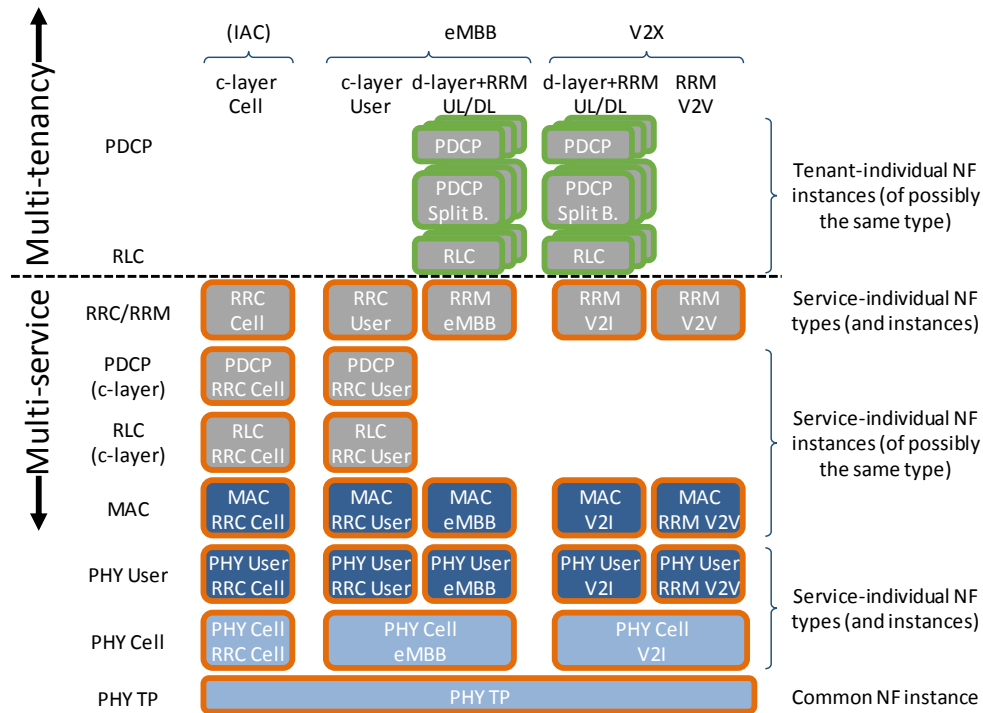 (IAC) eMBB V2X
c-layer c-layer d-layer+RRM d-layer+RRM RRM
Cell User UL/DL UL/DL V2V
Multi-tenancy
PDCP PDCP PDCP
PDCP PDCP
Split B. Split B.
RLC RLC RLC
Tenant-individual NF
instances (of possibly
the same type)
Multi-service
RRC/RRM
RRC RRC RRM RRM RRM
Cell User eMBB V2I V2V
Service-individual NF
types (and instances)
PDCP
(c-layer)
PDCP PDCP
RRC Cell RRC User
RLC
(c-layer)
RLC RLC
RRC Cell RRC User
Service-individual NF
instances (of possibly
the same type)
MAC
MAC MAC MAC MAC MAC
RRC Cell RRC User eMBB V2I RRM V2V
PHY User
PHY User PHY User PHY User PHY User PHY User
RRC Cell RRC User eMBB V2I RRM V2V
Service-individual NF
types (and instances)
PHY Cell
PHY Cell PHY Cell PHY Cell
RRC Cell eMBB V2I
PHY TP PHY TP Common NF instance